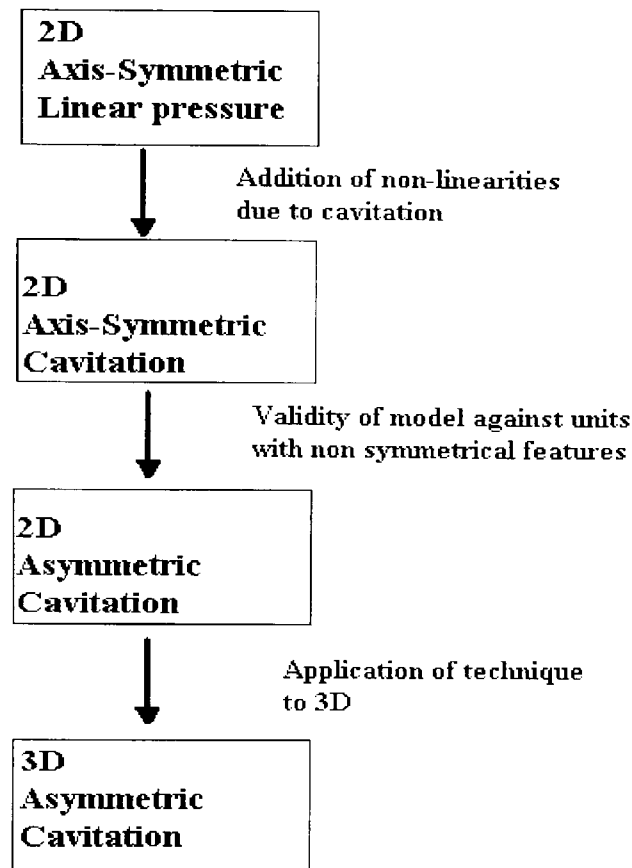 2D
Axis-Symmetric
Linear pressure
Addition of non-linearities
due to cavitation
2D
Axis-Symmetric
Cavitation
Validity of model against units
with non symmetrical features
2D
Asymmetric
Cavitation
Application of technique
to 3D
3D
Asymmetric
Cavitation